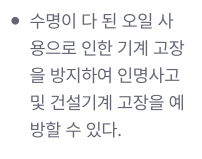 • 수명이 다 된 오일 사
용으로 인한 기계 고장
을 방지하여 인명사고
및 건설기계 고장을 예
방할 수 있다.